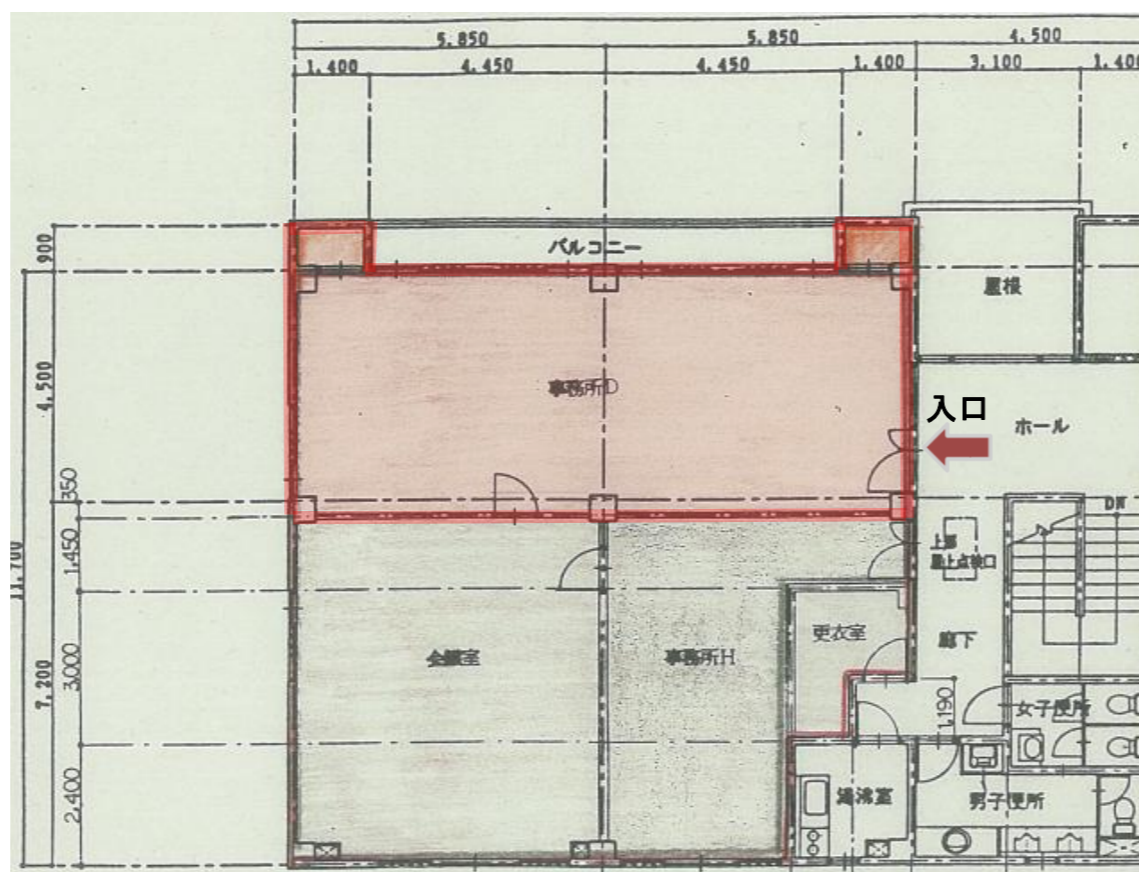 5,850
5,850
4,500
1,400
4,450
4,450
1,400
3,100
1,400
900
バルコニー
屋根
4,500
事務所D
入口
ホール
350
DN
11,700
1,450
上部
屋上点検口
更衣室
廊下
7,200
3,000
会議室
事務所H
1,190
女子便所
2,400
湯沸室
男子便所